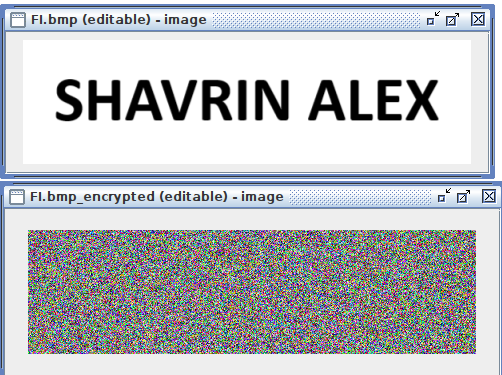 FI.bmp (editable) - image
SHAVRIN ALEX
FI.bmp_encrypted (editable) - image